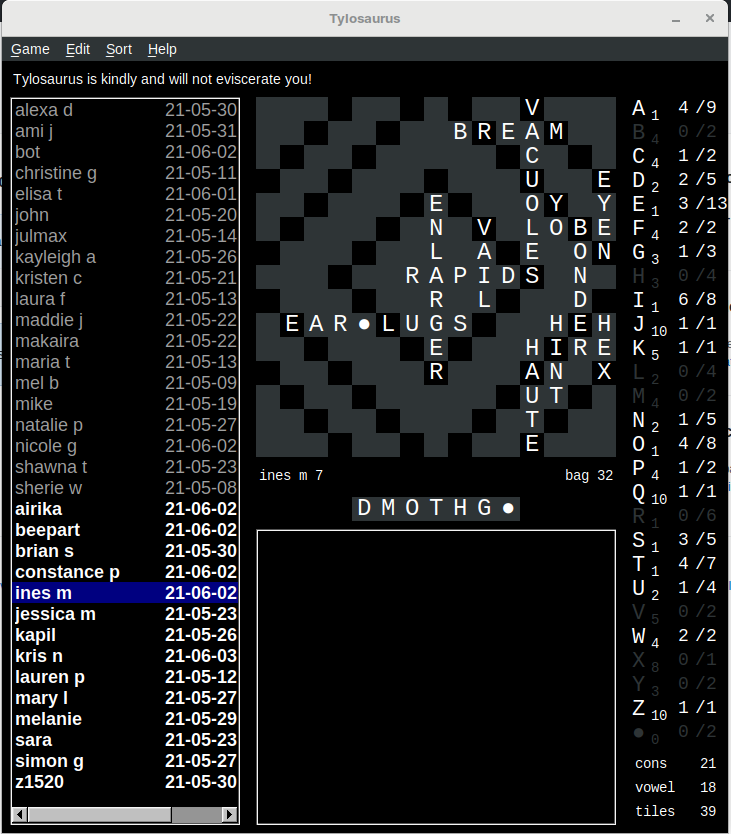 Tylosaurus
Game Edit Sort Help
Tylosaurus is kindly and will not eviscerate you!
alexa d 21-05-30
ami j 21-05-31
bot 21-06-02
christine g 21-05-11
elisa t 21-06-01
john 21-05-20
julmax 21-05-14
kayleigh a 21-05-26
kristen c 21-05-21
laura f 21-05-13
maddie j 21-05-22
makaira 21-05-22
maria t 21-05-13
mel b 21-05-09
mike 21-05-19
natalie p 21-05-27
nicole g 21-06-02
shawna t 21-05-23
sherie w 21-05-08
airika 21-06-02
beepart 21-06-02
brian s 21-05-30
constance p 21-06-02
ines m 21-06-02
jessica m 21-05-23
kapil 21-05-26
kris n 21-06-03
lauren p 21-05-12
mary l 21-05-27
melanie 21-05-29
sara 21-05-23
simon g 21-05-27
z1520 21-05-30
V
B R E A M
C
U E
E O Y Y
N V L O B E
L A E O N
R A P I D S N
R L D
E A R ● L U G S H E H
E H I R E
R A N X
U T
T
E
ines m 7 bag 32
D M O T H G ●
A 1 4 /9
B 4 0 /2
C 4 1 /2
D 2 2 /5
E 1 3 /13
F 4 2 /2
G 3 1 /3
H 3 0 /4
I 1 6 /8
J 10 1 /1
K 5 1 /1
L 2 0 /4
M 4 0 /2
N 2 1 /5
O 1 4 /8
P 4 1 /2
Q 10 1 /1
R 1 0 /6
S 1 3 /5
T 1 4 /7
U 2 1 /4
V 5 0 /2
W 4 2 /2
X 8 0 /1
Y 3 0 /2
Z 10 1 /1
● 0 0 /2
cons 21
vowel 18
tiles 39